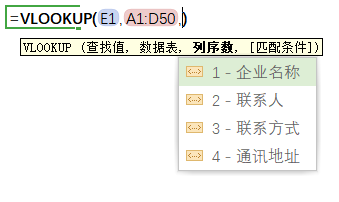 =VLOOKUP(E1,A1:D50,)
VLOOKUP (查找值, 数据表, 列序数, [匹配条件])
1 - 企业名称
2 - 联系人
3 - 联系方式
4 - 通讯地址